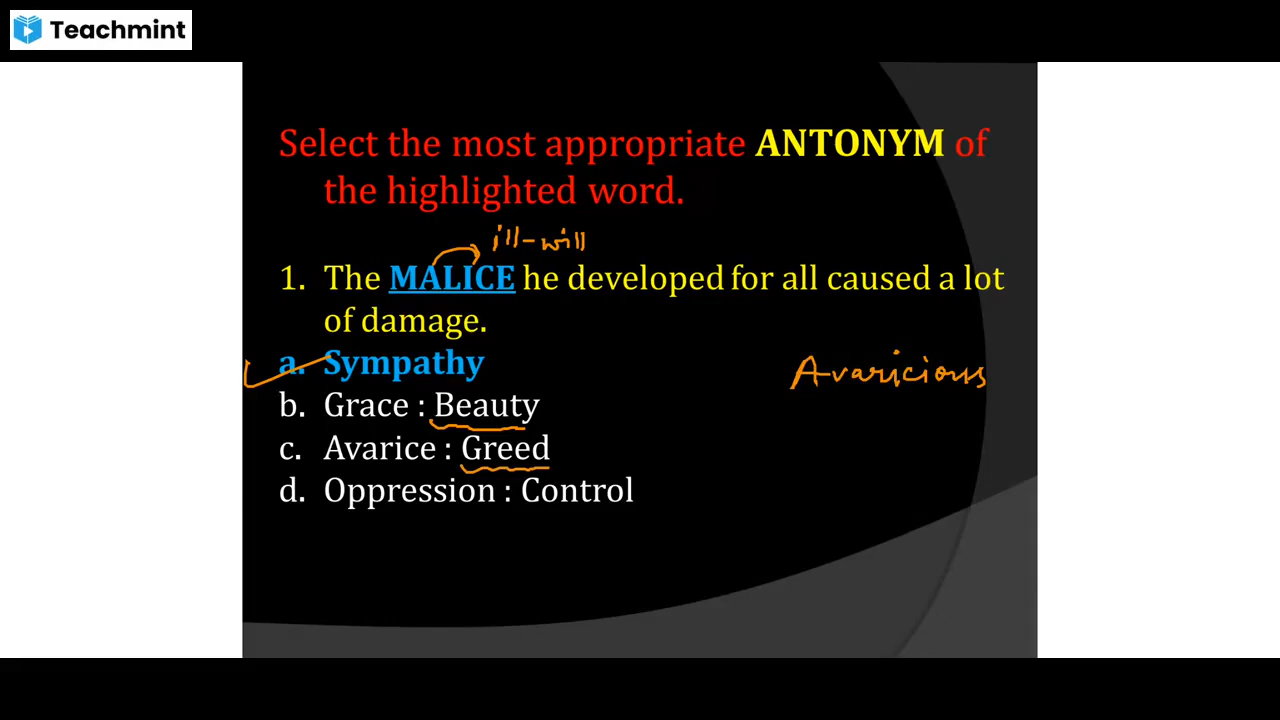 Teachmint
Select the most appropriate ANTONYM of
the highlighted word.
ill-will
1. The MALICE he developed for all caused a lot
of damage.
a. Sympathy
Avaricious
b. Grace : Beauty
c. Avarice : Greed
d. Oppression : Control